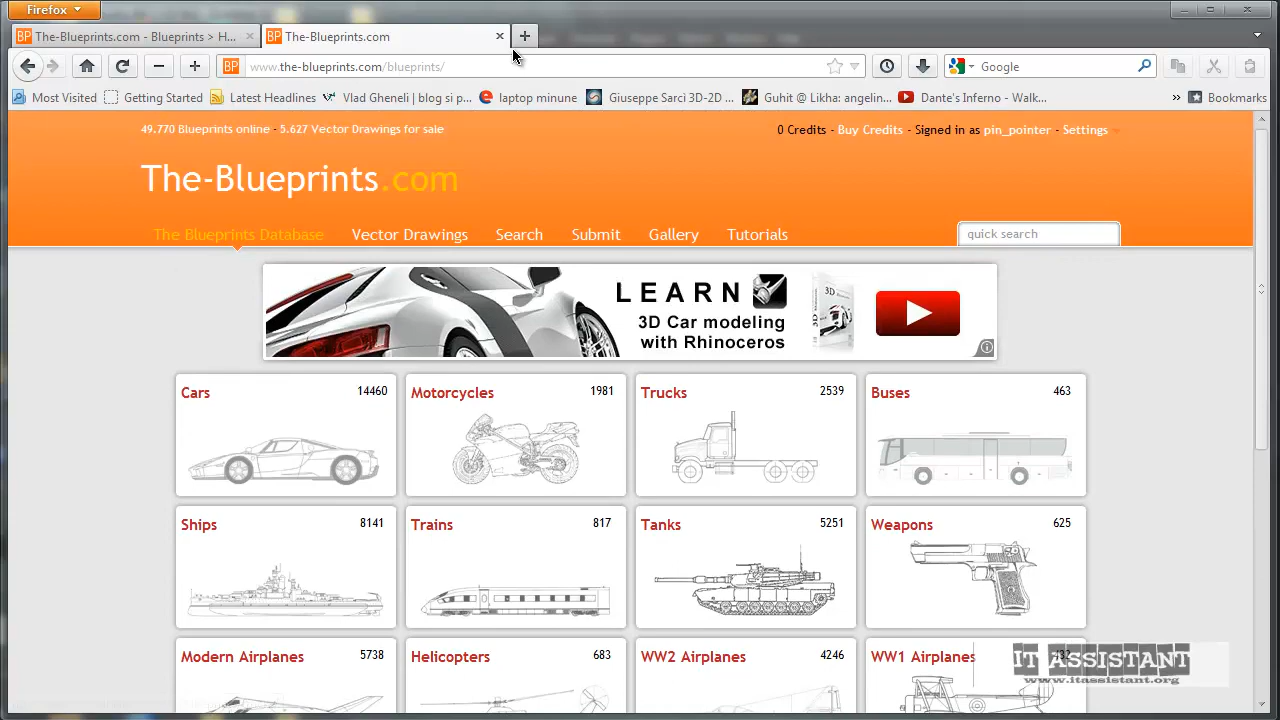 Firefox
The-Blueprints.com - Blueprints > H...
The-Blueprints.com
www.the-blueprints.com/blueprints/
Google
Most Visited
Getting Started
Latest Headlines
Vlad Gheneli | blog si p...
laptop minune
Giuseppe Sarci 3D-2D ...
Guhit @ Likha: angelin...
Dante's Inferno - Walk...
Bookmarks
49.770 Blueprints online - 5.627 Vector Drawings for sale
0 Credits - Buy Credits - Signed in as pin_pointer - Settings
The-Blueprints.com
The Blueprints Database
Vector Drawings
Search
Submit
Gallery
Tutorials
quick search
LEARN
3D Car modeling
with Rhinoceros
Cars 14460
Motorcycles 1981
Trucks 2539
Buses 463
Ships 8141
Trains 817
Tanks 5251
Weapons 625
Modern Airplanes 5738
Helicopters 683
WW2 Airplanes 4246
WW1 Airplanes
IT ASSISTANT
www.itassistant.org